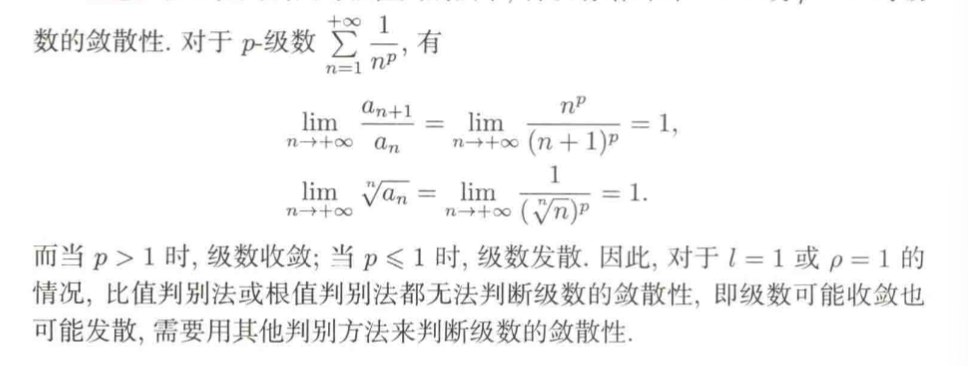 数的敛散性. 对于 p-级数 \sum_{n=1}^{+\infty} \frac{1}{n^p}, 有
\lim_{n \to +\infty} \frac{a_{n+1}}{a_n} = \lim_{n \to +\infty} \frac{n^p}{(n+1)^p} = 1,
\lim_{n \to +\infty} \sqrt[n]{a_n} = \lim_{n \to +\infty} \frac{1}{(\sqrt[n]{n})^p} = 1.
而当 p > 1 时, 级数收敛; 当 p ⩽ 1 时, 级数发散. 因此, 对于 l = 1 或 ρ = 1 的
情况, 比值判别法或根值判别法都无法判断级数的敛散性, 即级数可能收敛也
可能发散, 需要用其他判别方法来判断级数的敛散性.